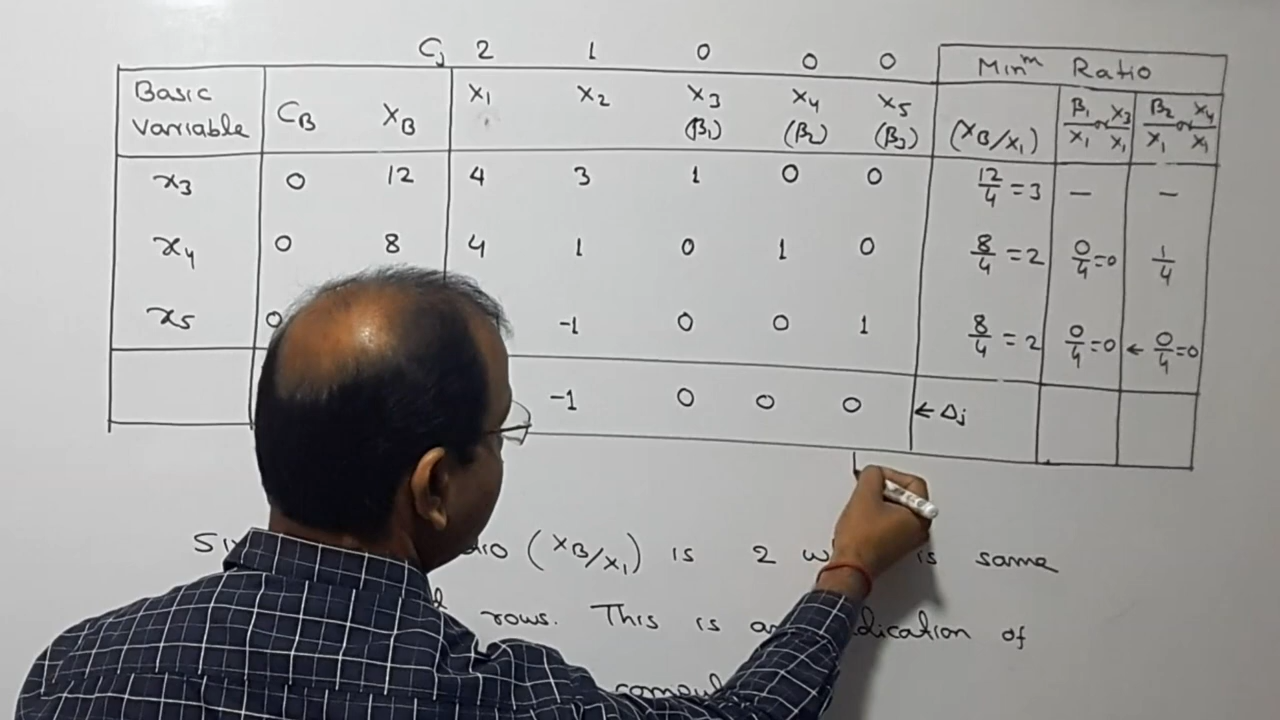 Cj 2 1 0 0 0 Minᵐ Ratio
Basic Variable CB XB X1 X2 X3 (β1) X4 (β2) X5 (β3) (XB/X1) β1/X1 or X3/X1 β2/X1 or X4/X1
x3 0 12 4 3 1 0 0 12/4 = 3 — —
x4 0 8 4 1 0 1 0 8/4 = 2 0/4 = 0 1/4
x5 0 -1 0 0 1 8/4 = 2 0/4 = 0 ← 0/4 = 0
-1 0 0 0 ← Δj
(XB/X1) is 2 is same
rows. This is of